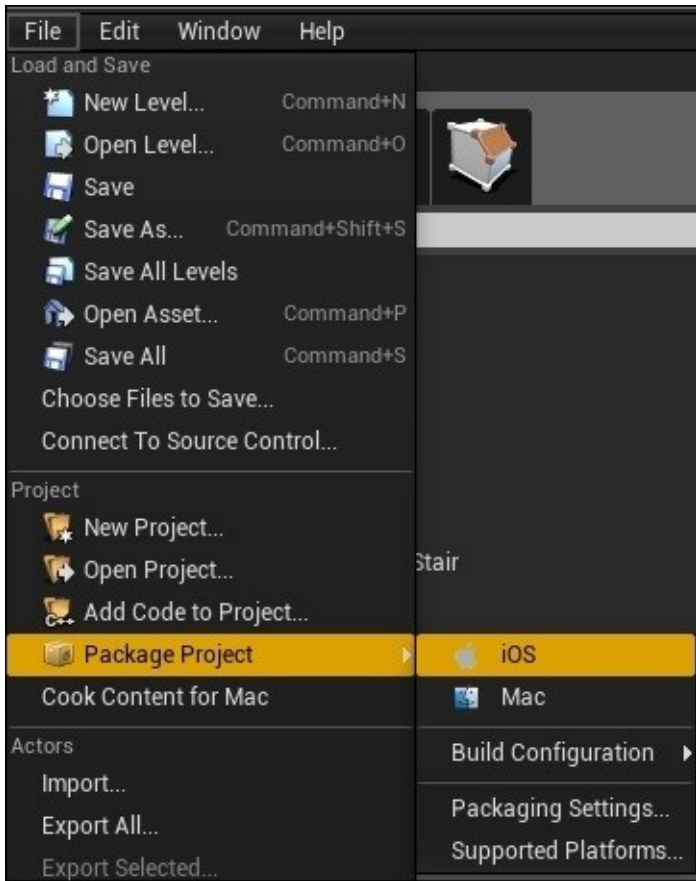 File Edit Window Help
Load and Save
New Level... Command+N
Open Level... Command+O
Save
Save As... Command+Shift+S
Save All Levels
Open Asset... Command+P
Save All Command+S
Choose Files to Save...
Connect To Source Control...
Project
New Project...
Open Project...
Stair
C++ Add Code to Project...
Package Project
iOS
Cook Content for Mac
Mac
Actors
Build Configuration
Import...
Packaging Settings...
Export All...
Supported Platforms...
Export Selected...